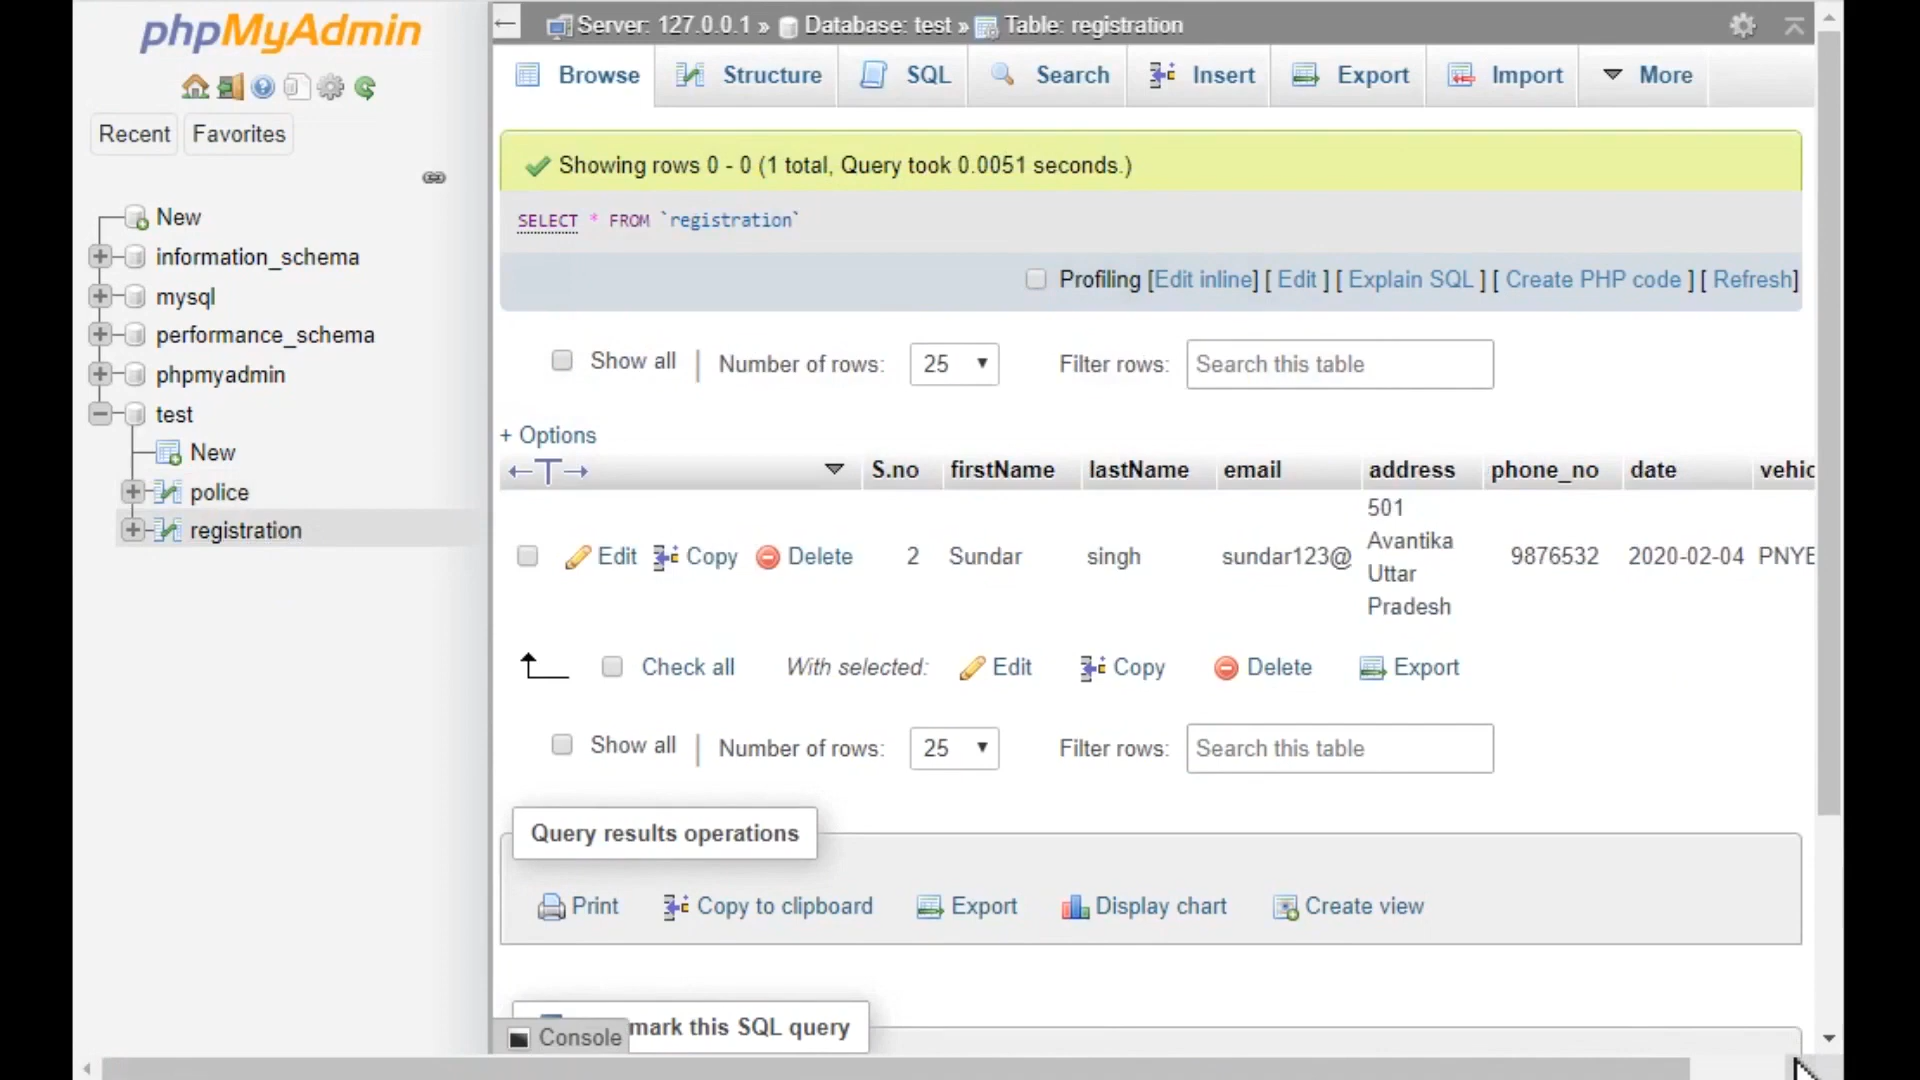 phpMyAdmin
Recent Favorites
New
information_schema
mysql
performance_schema
phpmyadmin
test
New
police
registration
Server: 127.0.0.1 » Database: test » Table: registration
Browse Structure SQL Search Insert Export Import More
Showing rows 0 - 0 (1 total, Query took 0.0051 seconds.)
SELECT * FROM `registration`
Profiling [Edit inline] [ Edit ] [ Explain SQL ] [ Create PHP code ] [ Refresh]
Show all | Number of rows: 25 Filter rows: Search this table
+ Options
←T→ S.no firstName lastName email address phone_no date vehic
Edit Copy Delete 2 Sundar singh sundar123@ 501 Avantika Uttar Pradesh 9876532 2020-02-04 PNYE
Check all With selected: Edit Copy Delete Export
Show all | Number of rows: 25 Filter rows: Search this table
Query results operations
Print Copy to clipboard Export Display chart Create view
mark this SQL query
Console